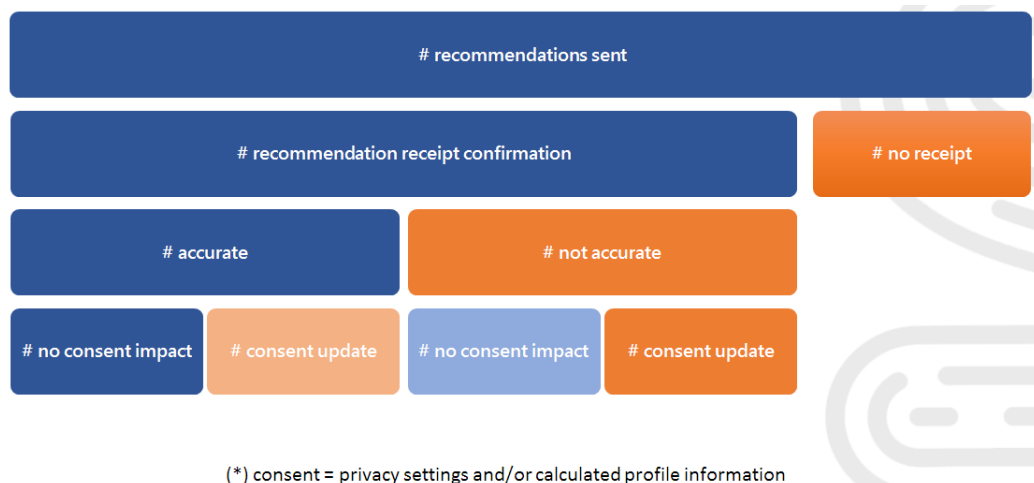 # recommendations sent
# recommendation receipt confirmation
# no receipt
# accurate
# not accurate
# no consent impact
# consent update
# no consent impact
# consent update
(*) consent = privacy settings and/or calculated profile information